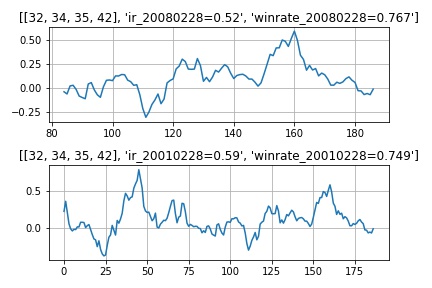 [[32, 34, 35, 42], 'ir_20080228=0.52', 'winrate_20080228=0.767']
0.50
0.25
0.00
−0.25
80 100 120 140 160 180
[[32, 34, 35, 42], 'ir_20010228=0.59', 'winrate_20010228=0.749']
0.5
0.0
0 25 50 75 100 125 150 175